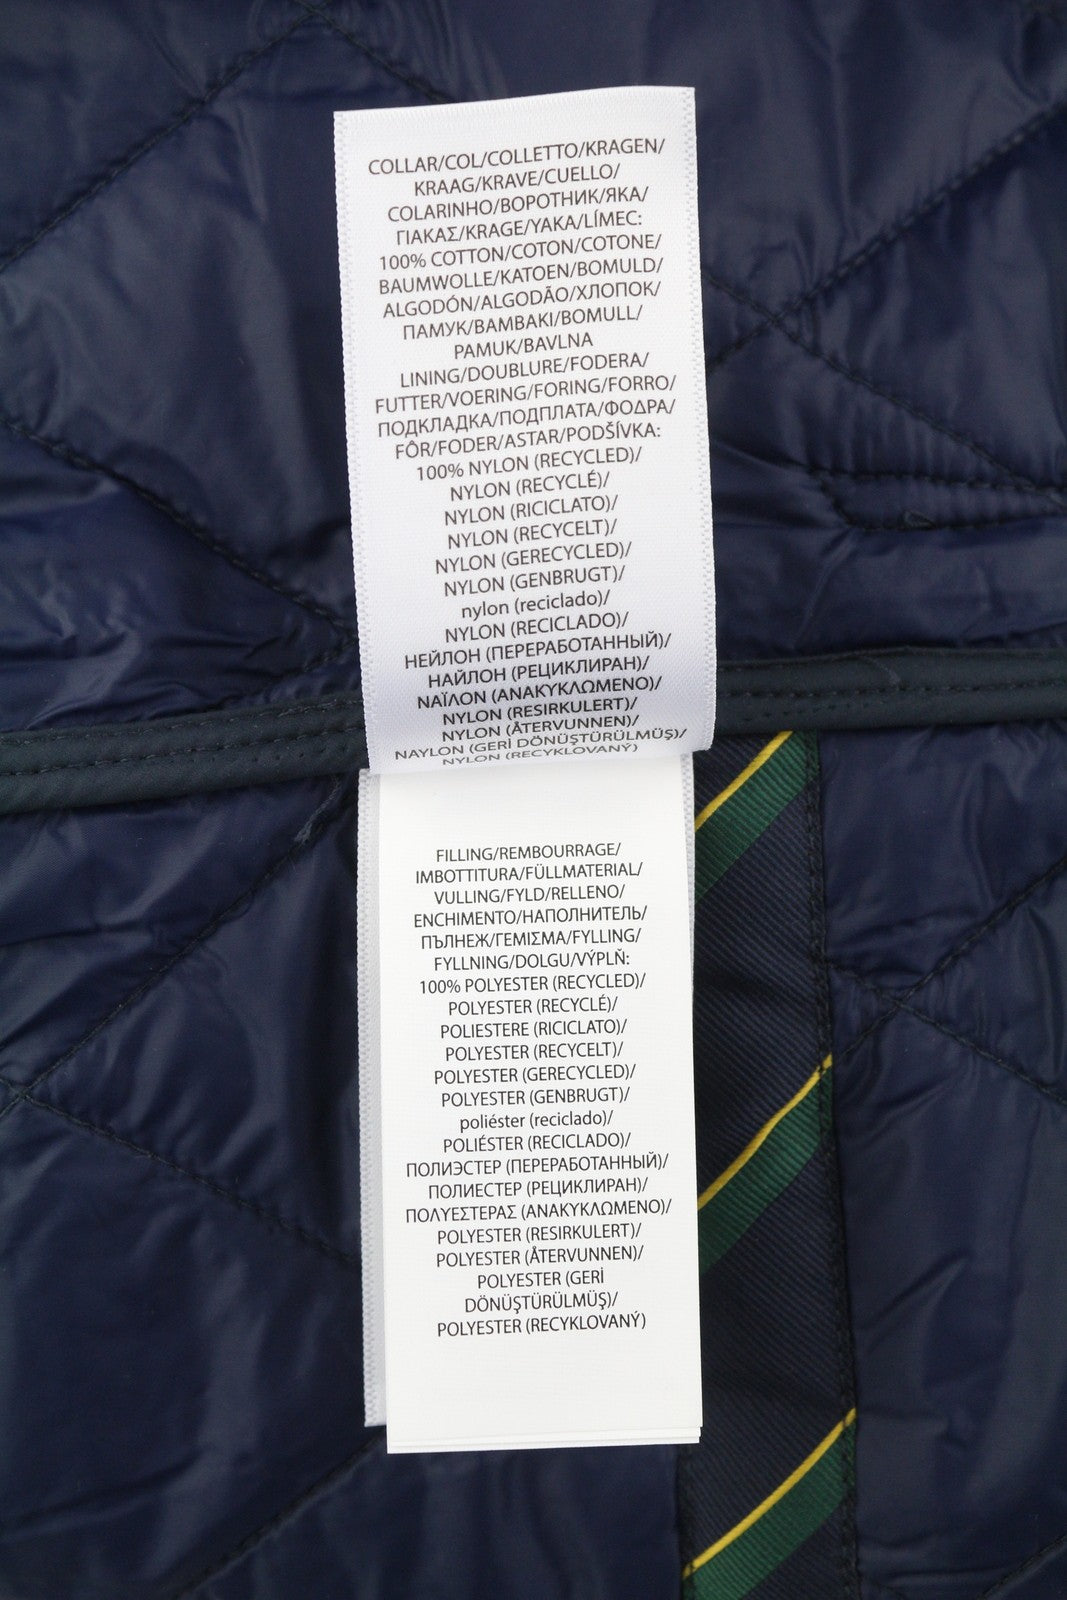 COLLAR/COL/COLLETTO/KRAGEN/
KRAAG/KRAVE/CUELLO/
COLARINHO/ВОРОТНИК/ЯКА/
ΓΙΑΚΑΣ/KRAGE/YAKA/LÍMEC:
100% COTTON/COTON/COTONE/
BAUMWOLLE/KATOEN/BOMULD/
ALGODÓN/ALGODÃO/ХЛОПОК/
ПАМУК/BAMBAKI/BOMULL/
PAMUK/BAVLNA
LINING/DOUBLURE/FODERA/
FUTTER/VOERING/FORING/FORRO/
ПОДКЛАДКА/ПОДПЛАТА/ΦΟΔΡΑ/
FÔR/FODER/ASTAR/PODŠÍVKA:
100% NYLON (RECYCLED)/
NYLON (RECYCLÉ)/
NYLON (RICICLATO)/
NYLON (RECYCELT)/
NYLON (GERECYCLED)/
NYLON (GENBRUGT)/
nylon (reciclado)/
NYLON (RECICLADO)/
НЕЙЛОН (ПЕРЕРАБОТАННЫЙ)/
НАЙЛОН (РЕЦИКЛИРАН)/
ΝΑΪΛΟΝ (ΑΝΑΚΥΚΛΩΜΕΝΟ)/
NYLON (RESIRKULERT)/
NYLON (ÅTERVUNNEN)/
NAYLON (GERİ DÖNÜŞTÜRÜLMÜŞ)/
NYLON (RECYKLOVANÝ)
FILLING/REMBOURRAGE/
IMBOTTITURA/FÜLLMATERIAL/
VULLING/FYLD/RELLENO/
ENCHIMENTO/НАПОЛНИТЕЛЬ/
ПЪЛНЕЖ/ΓΕΜΙΣΜΑ/FYLLING/
FYLLNING/DOLGU/VÝPLŇ:
100% POLYESTER (RECYCLED)/
POLYESTER (RECYCLÉ)/
POLIESTERE (RICICLATO)/
POLYESTER (RECYCELT)/
POLYESTER (GERECYCLED)/
POLYESTER (GENBRUGT)/
poliéster (reciclado)/
POLIÉSTER (RECICLADO)/
ПОЛИЭСТЕР (ПЕРЕРАБОТАННЫЙ)/
ПОЛИЕСТЕР (РЕЦИКЛИРАН)/
ΠΟΛΥΕΣΤΕΡΑΣ (ΑΝΑΚΥΚΛΩΜΕΝΟ)/
POLYESTER (RESIRKULERT)/
POLYESTER (ÅTERVUNNEN)/
POLYESTER (GERİ
DÖNÜŞTÜRÜLMÜŞ)/
POLYESTER (RECYKLOVANÝ)